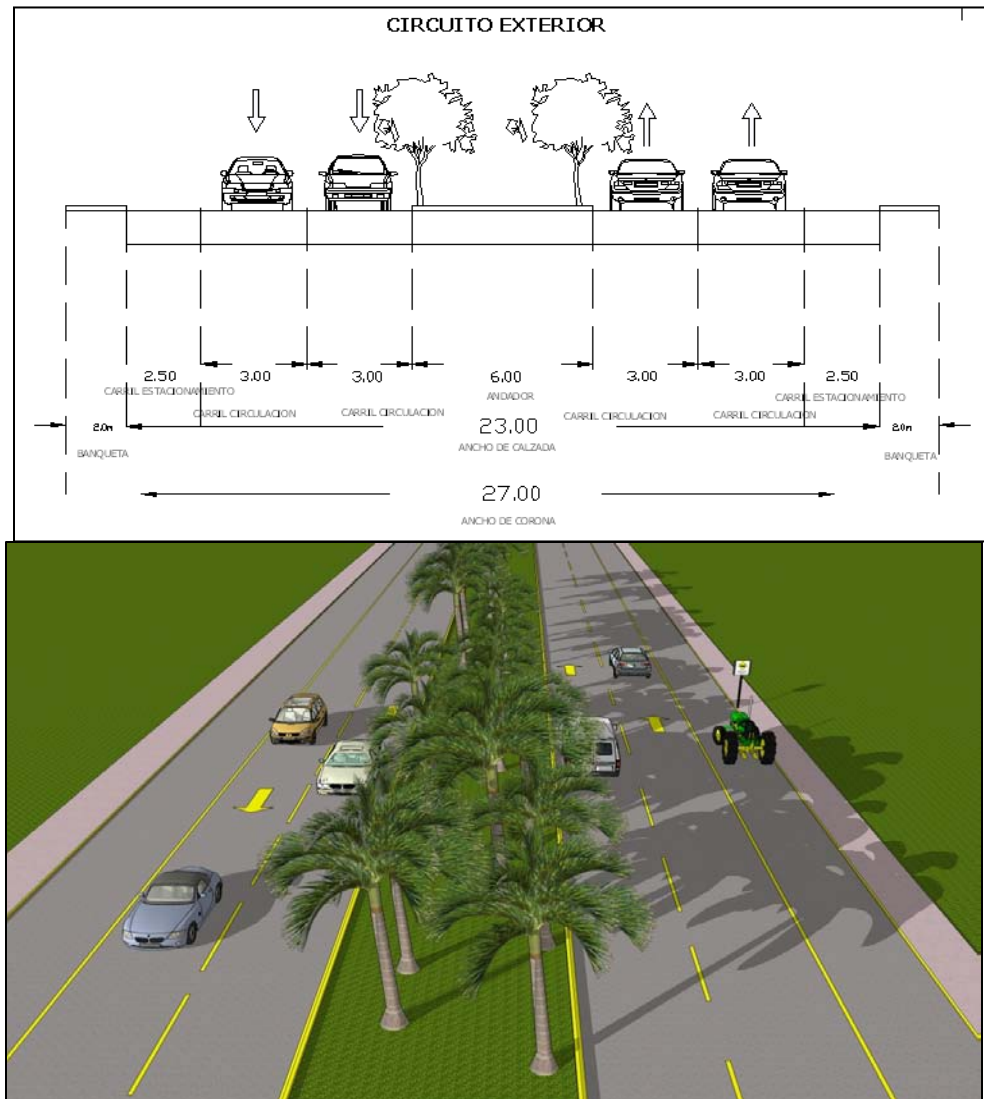 CIRCUITO EXTERIOR
2.50 3.00 3.00 6.00 3.00 3.00 2.50
CARRIL ESTACIONAMIENTO ANDADOR CARRIL ESTACIONAMIENTO
CARRIL CIRCULACION CARRIL CIRCULACION CARRIL CIRCULACION CARRIL CIRCULACION
2.0m 23.00 2.0m
BANQUETA ANCHO DE CALZADA BANQUETA
27.00
ANCHO DE CORONA